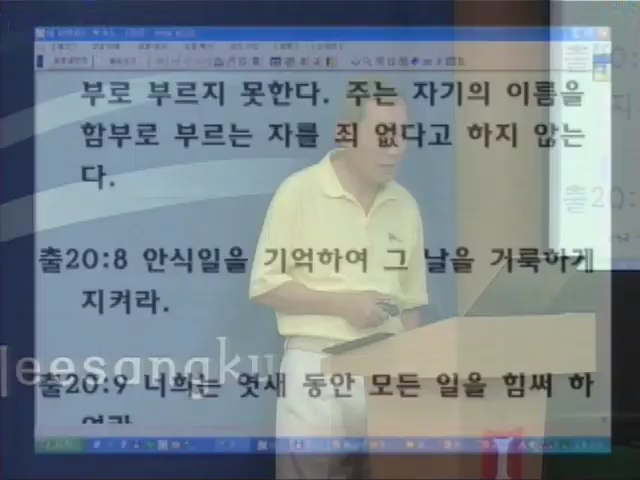 부로 부르지 못한다. 주는 자기의 이름을
함부로 부르는 자를 죄 없다고 하지 않는
다.
출20:8 안식일을 기억하여 그 날을 거룩하게
지켜라.
출20:9 너희는 엿새 동안 모든 일을 힘써 하
여라
leesangku